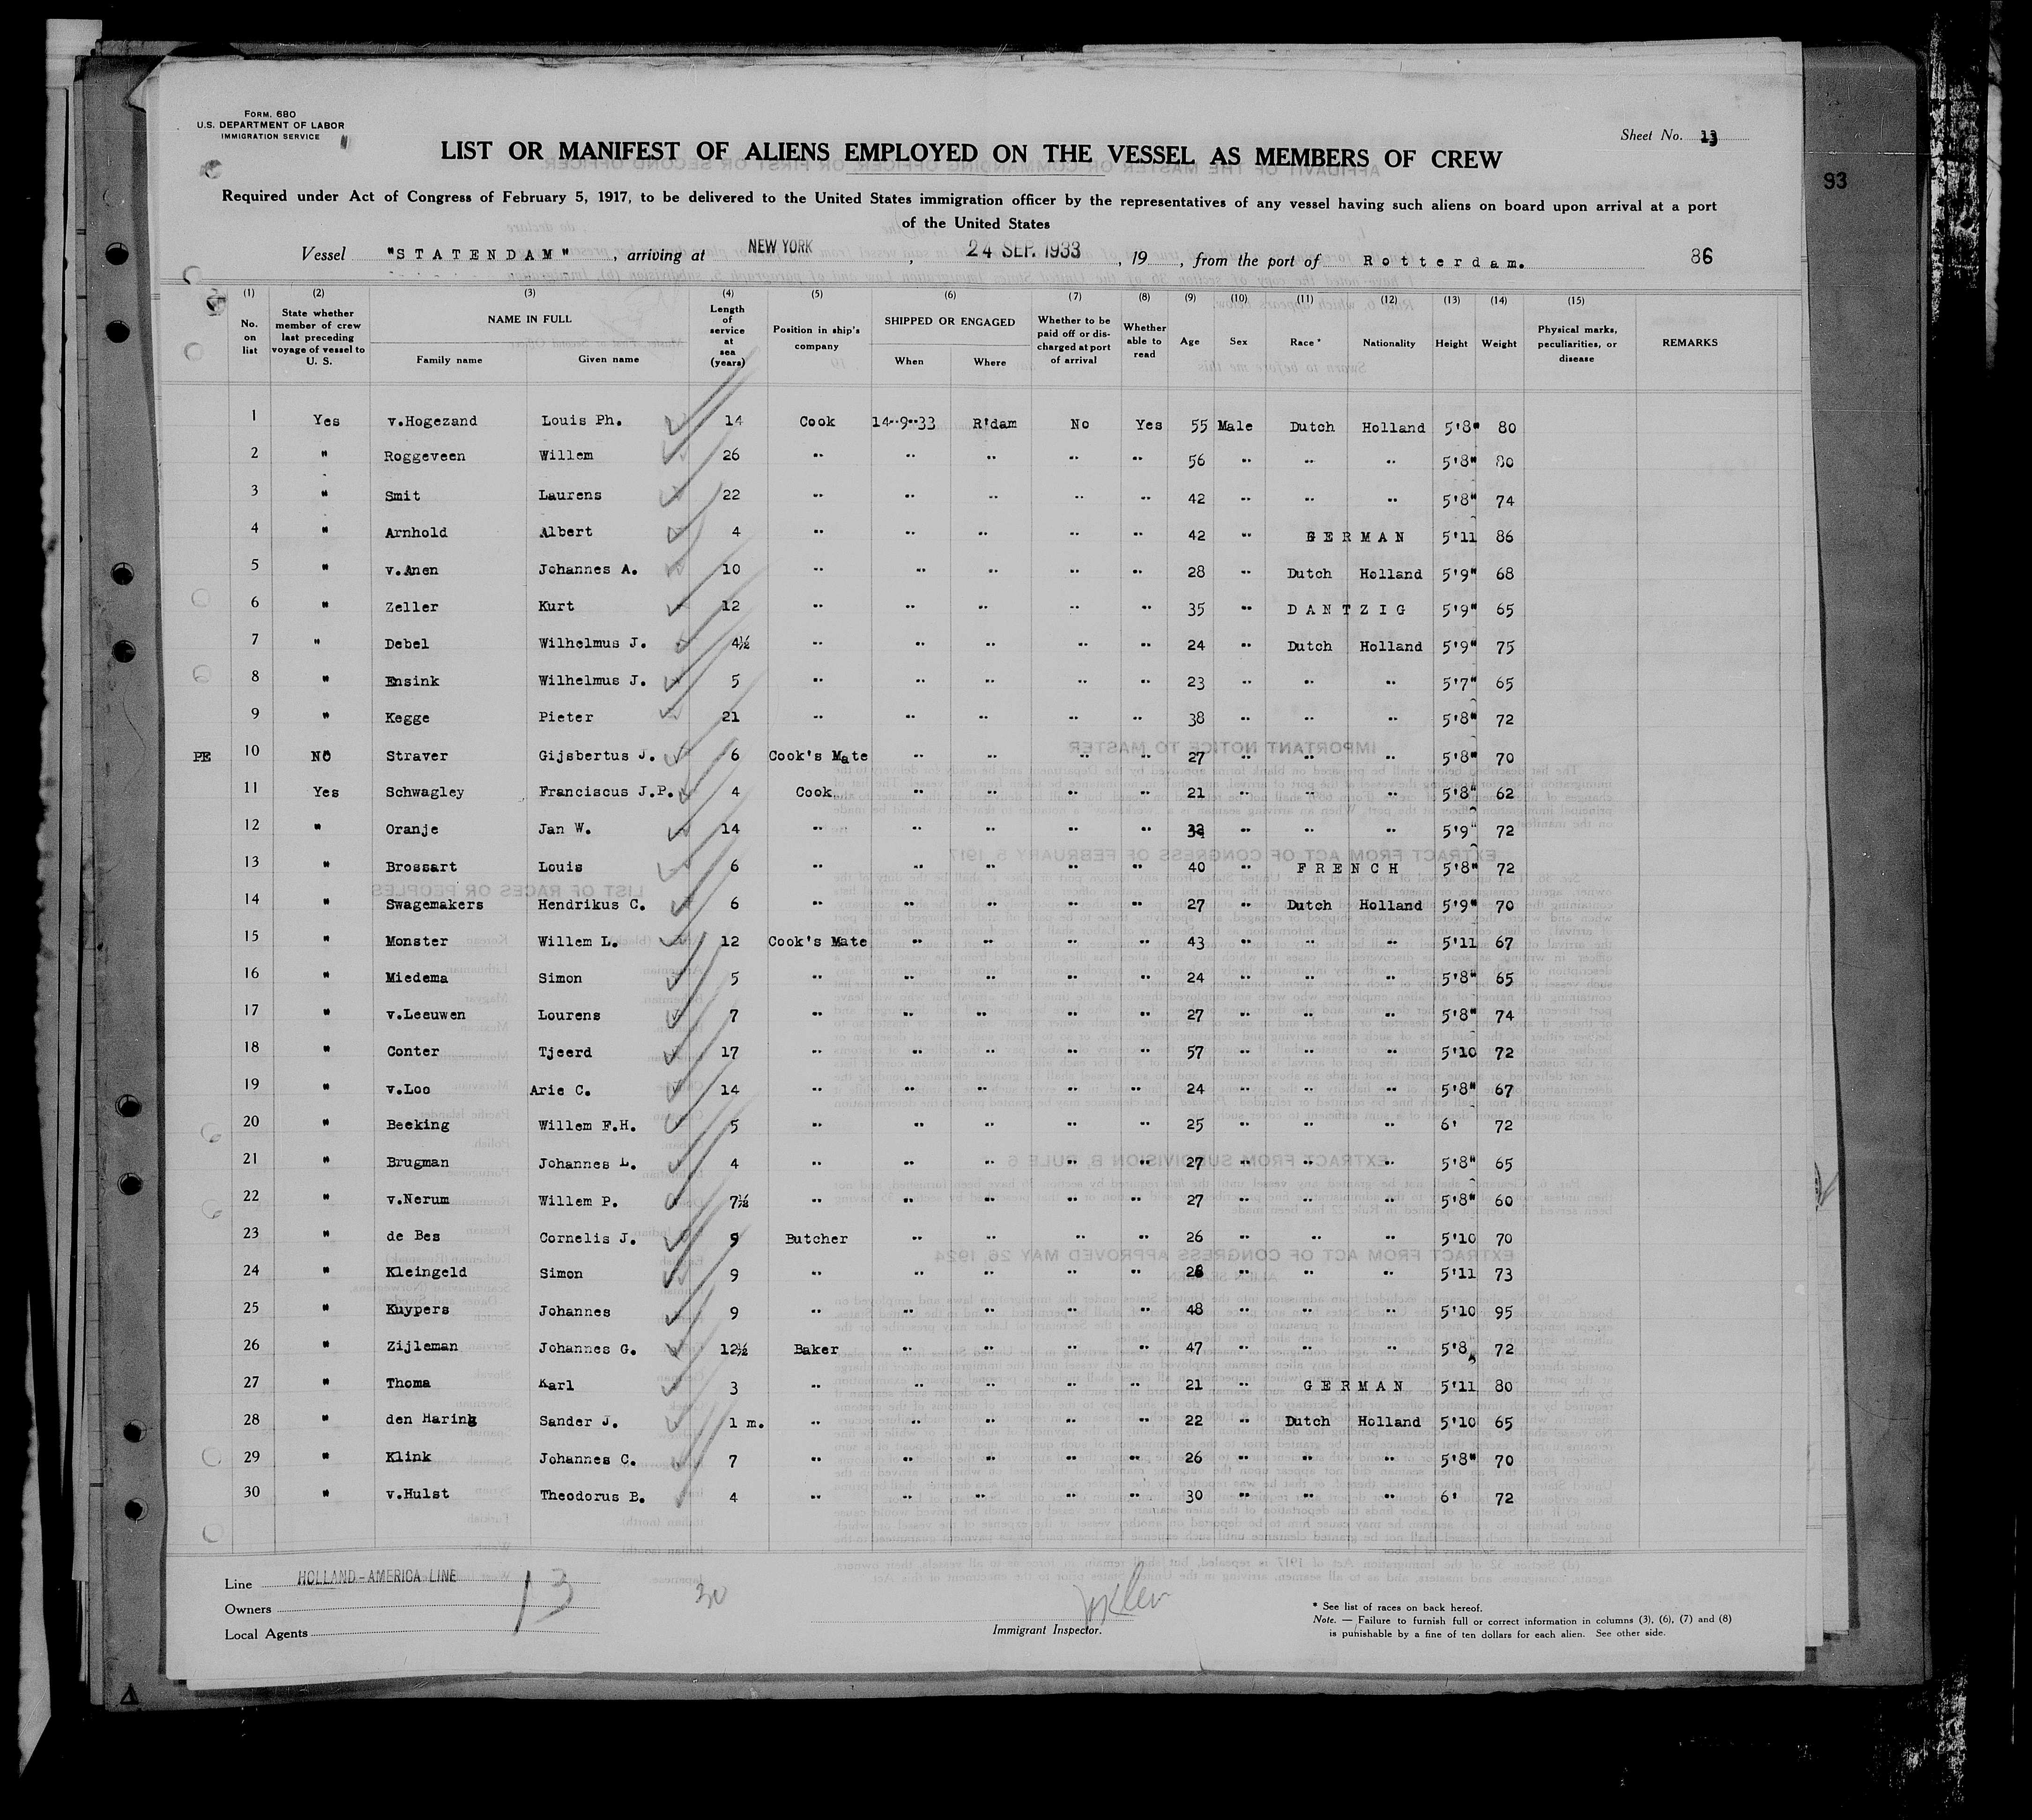 FORM. 680
U.S. DEPARTMENT OF LABOR
IMMIGRATION SERVICE
Sheet No. 13
LIST OR MANIFEST OF ALIENS EMPLOYED ON THE VESSEL AS MEMBERS OF CREW
93
Required under Act of Congress of February 5, 1917, to be delivered to the United States immigration officer by the representatives of any vessel having such aliens on board upon arrival at a port
of the United States
Vessel "STATENDAM", arriving at NEW YORK, 24 SEP. 1933, 19 , from the port of Rotterdam. 86
(1) (2) (3) (4) (5) (6) (7) (8) (9) (10) (11) (12) (13) (14) (15)
No. on list State whether member of crew last preceding voyage of vessel to U. S. NAME IN FULL Family name Given name Length of service at sea (years) Position in ship's company SHIPPED OR ENGAGED When Where Whether to be paid off or discharged at port of arrival Whether able to read Age Sex Race* Nationality Height Weight Physical marks, peculiarities, or disease REMARKS
1 Yes v.Hogezand Louis Ph. 14 Cook 14-9-33 R'dam No Yes 55 Male Dutch Holland 5'8" 80
2 " Roggeveen Willem 26 " " " " " 56 " " " 5'8" 80
3 " Smit Laurens 22 " " " " " 42 " " " 5'8" 74
4 " Arnhold Albert 4 " " " " " 42 " GERMAN 5'11 86
5 " v.Anen Johannes A. 10 " " " " " 28 " Dutch Holland 5'9" 68
6 " Zeller Kurt 12 " " " " " 35 " DANTZIG 5'9" 65
7 " Debel Wilhelmus J. 4½ " " " " " 24 " Dutch Holland 5'9" 75
8 " Ensink Wilhelmus J. 5 " " " " " 23 " " " 5'7" 65
9 " Kegge Pieter 21 " " " " " 38 " " " 5'8" 72
PE 10 NO Straver Gijsbertus J. 6 Cook's Mate " " " " 27 " " " 5'8" 70
11 Yes Schwagley Franciscus J.P. 4 Cook " " " " 21 " " " 5'8" 62
12 " Oranje Jan W. 14 " " " " " " " " 5'9" 72
13 " Brossart Louis 6 " " " " " 40 " FRENCH 5'8" 72
14 " Swagemakers Hendrikus C. 6 " " " " " 27 " Dutch Holland 5'9" 70
15 " Monster Willem L. 12 Cook's Mate " " " " 43 " " " 5'11 67
16 " Miedema Simon 5 " " " " " 24 " " " 5'8" 65
17 " v.Leeuwen Lourens 7 " " " " " 27 " " " 5'8" 74
18 " Conter Tjeerd 17 " " " " " 57 " " " 5'10 72
19 " v.Loo Arie C. 14 " " " " " 24 " " " 5'8" 67
20 " Beeking Willem F.H. 5 " " " " " 25 " " " 6' 72
21 " Brugman Johannes L. 4 " " " " " 27 " " " 5'8" 65
22 " v.Nerum Willem P. 7½ " " " " " 27 " " " 5'8" 60
23 " de Bes Cornelis J. 5 Butcher " " " " 26 " " " 5'10 70
24 " Kleingeld Simon 9 " " " " " 28 " " " 5'11 73
25 " Kuypers Johannes 9 " " " " " 48 " " " 5'10 95
26 " Zijleman Johannes G. 12½ Baker " " " " 47 " " " 5'8" 72
27 " Thoma Karl 3 " " " " " 21 " GERMAN 5'11 80
28 " den Haring Sander J. 1 m. " " " " " 22 " Dutch Holland 5'10 65
29 " Klink Johannes C. 7 " " " " " 26 " " " 5'8" 70
30 " v.Hulst Theodorus B. 4 " " " " " 30 " " " 6' 72
Line HOLLAND-AMERICA LINE 13 30
Owners
Local Agents
Immigrant Inspector.
* See list of races on back hereof.
Note. — Failure to furnish full or correct information in columns (3), (6), (7) and (8)
is punishable by a fine of ten dollars for each alien. See other side.